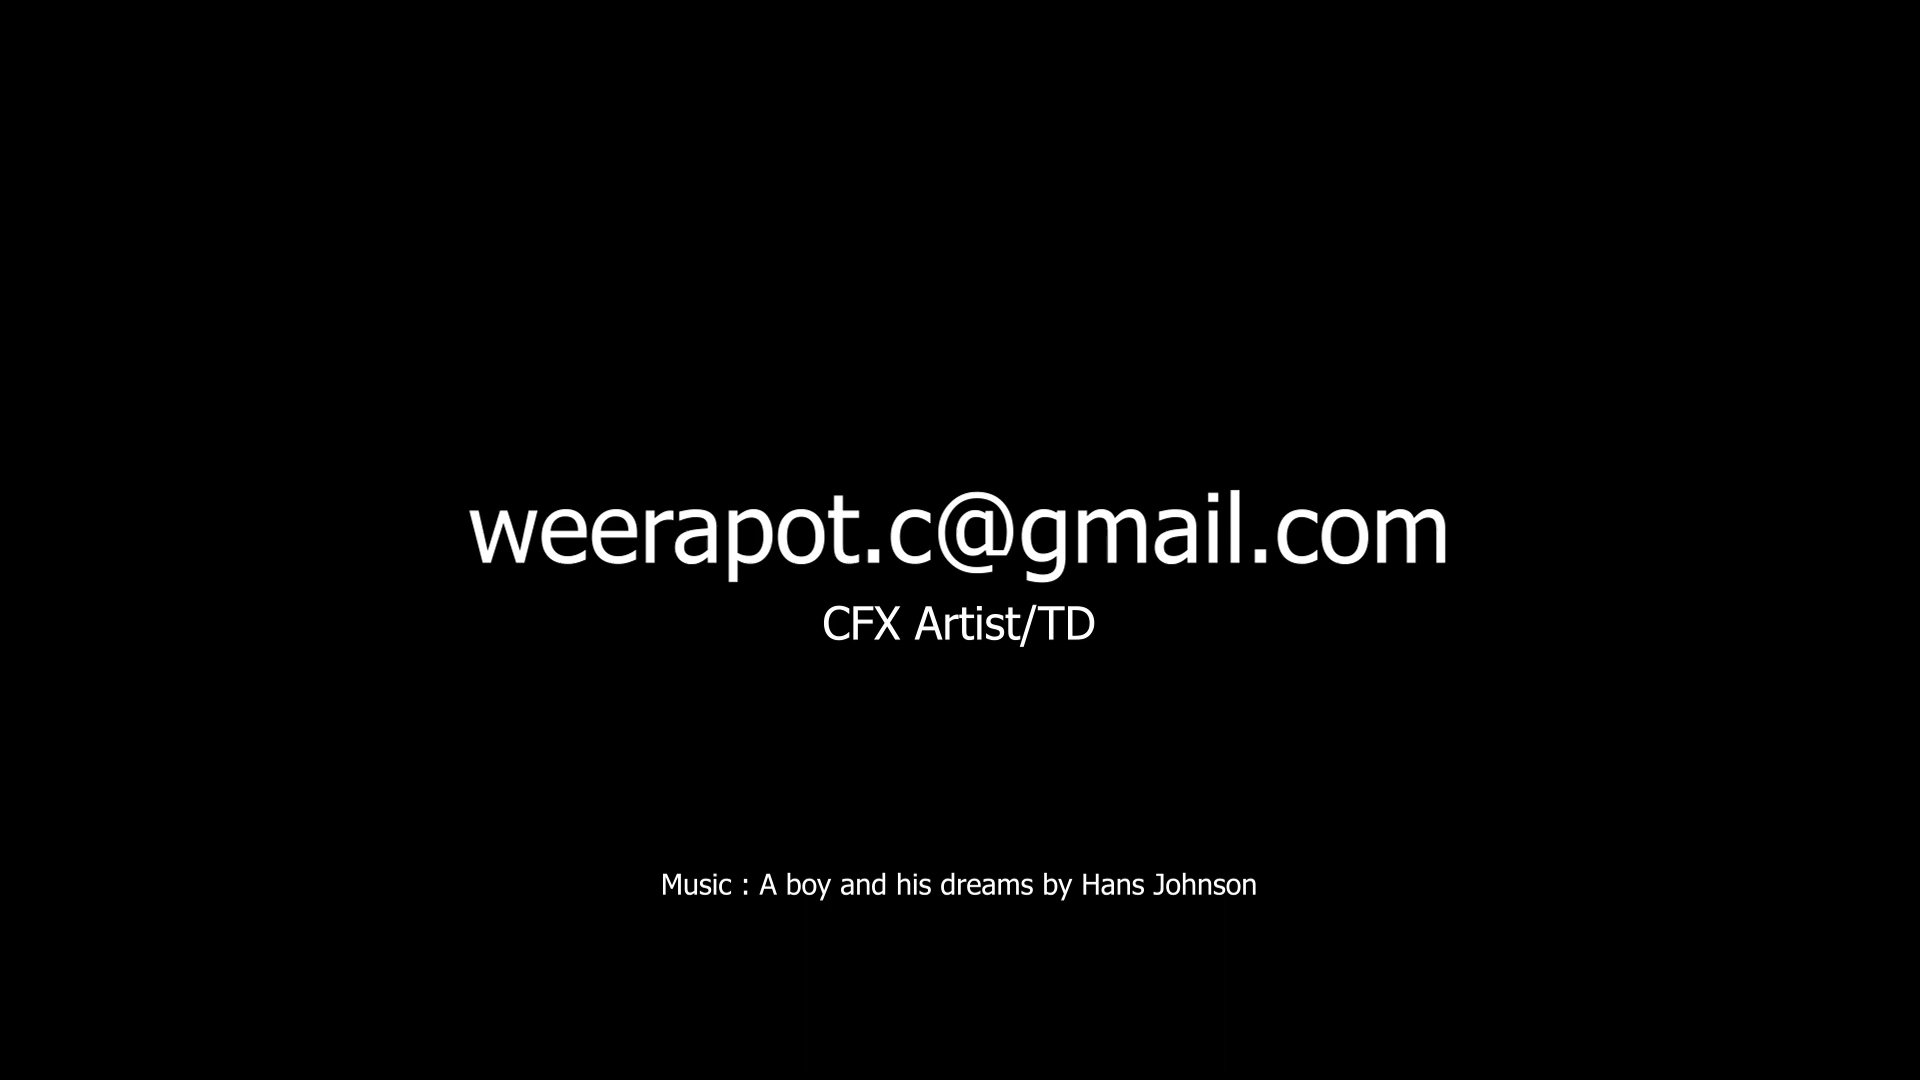 weerapot.c@gmail.com
CFX Artist/TD
Music : A boy and his dreams by Hans Johnson